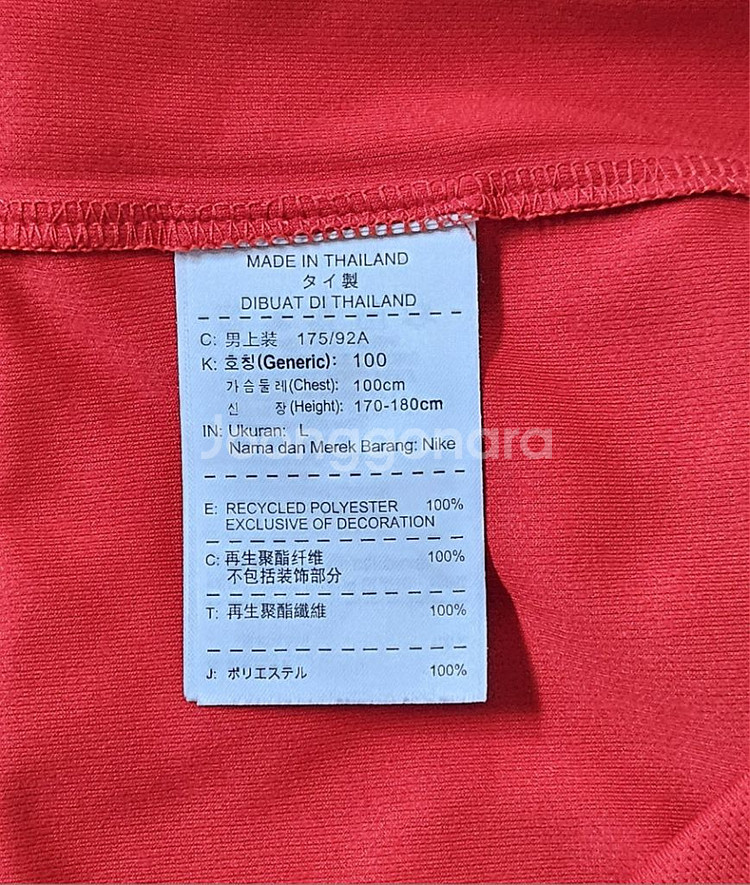 MADE IN THAILAND
タイ製
DIBUAT DI THAILAND
C: 男上装 175/92A
K: 호칭(Generic): 100
가슴둘레(Chest): 100cm
신 장(Height): 170-180cm
IN: Ukuran: L
Nama dan Merek Barang: Nike
Joonggonara
E: RECYCLED POLYESTER 100%
EXCLUSIVE OF DECORATION
C: 再生聚酯纤维 100%
不包括装饰部分
T: 再生聚酯纖維 100%
J: ポリエステル 100%